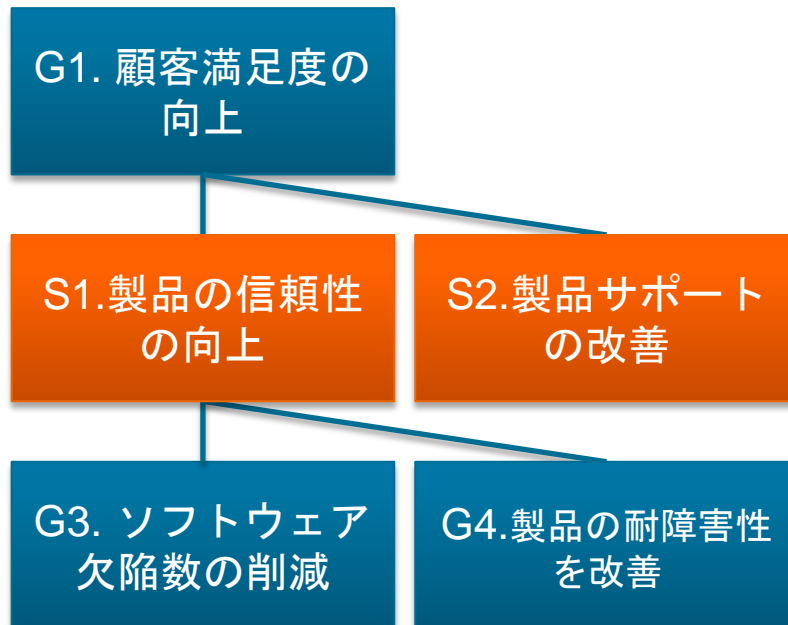 G1. 顧客満足度の
向上
S1.製品の信頼性
の向上
S2.製品サポート
の改善
G3. ソフトウェア
欠陥数の削減
G4.製品の耐障害性
を改善